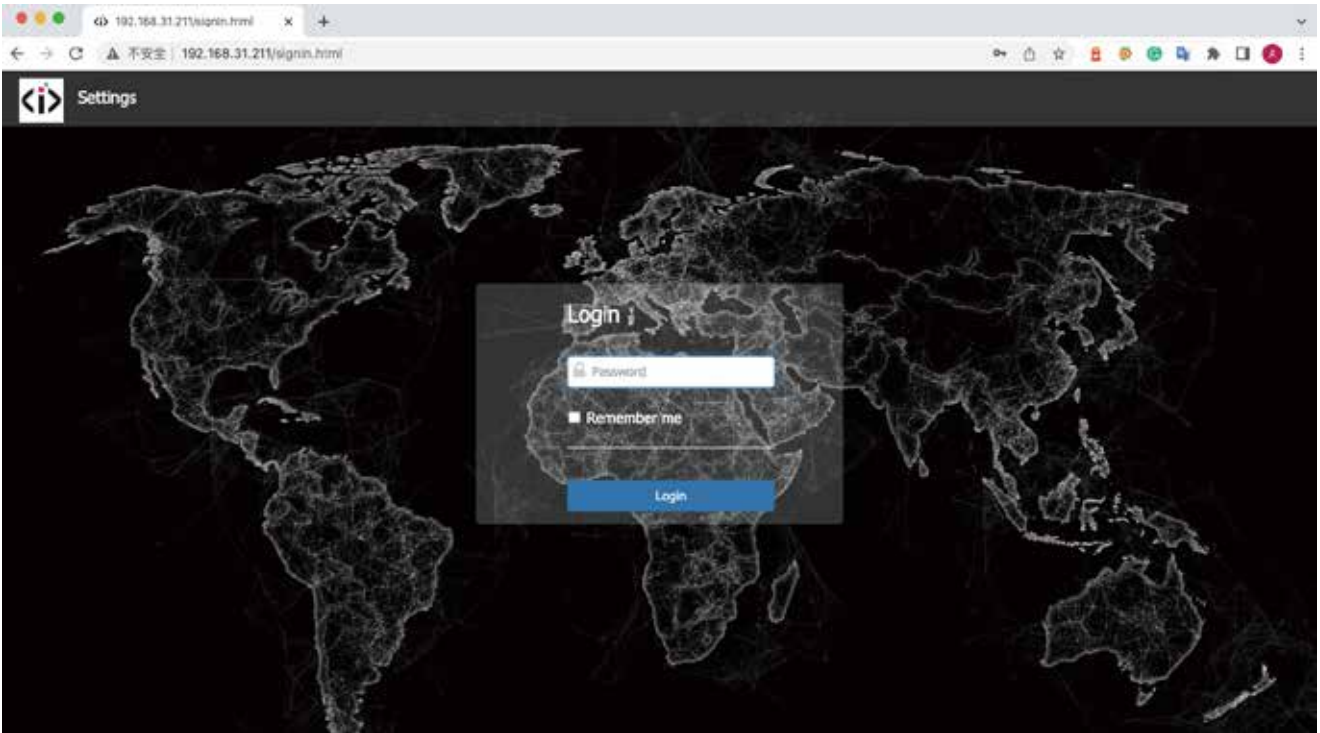 192.168.31.211/signin.html
不安全 | 192.168.31.211/signin.html
<i> Settings
Login
Password
Remember me
Login